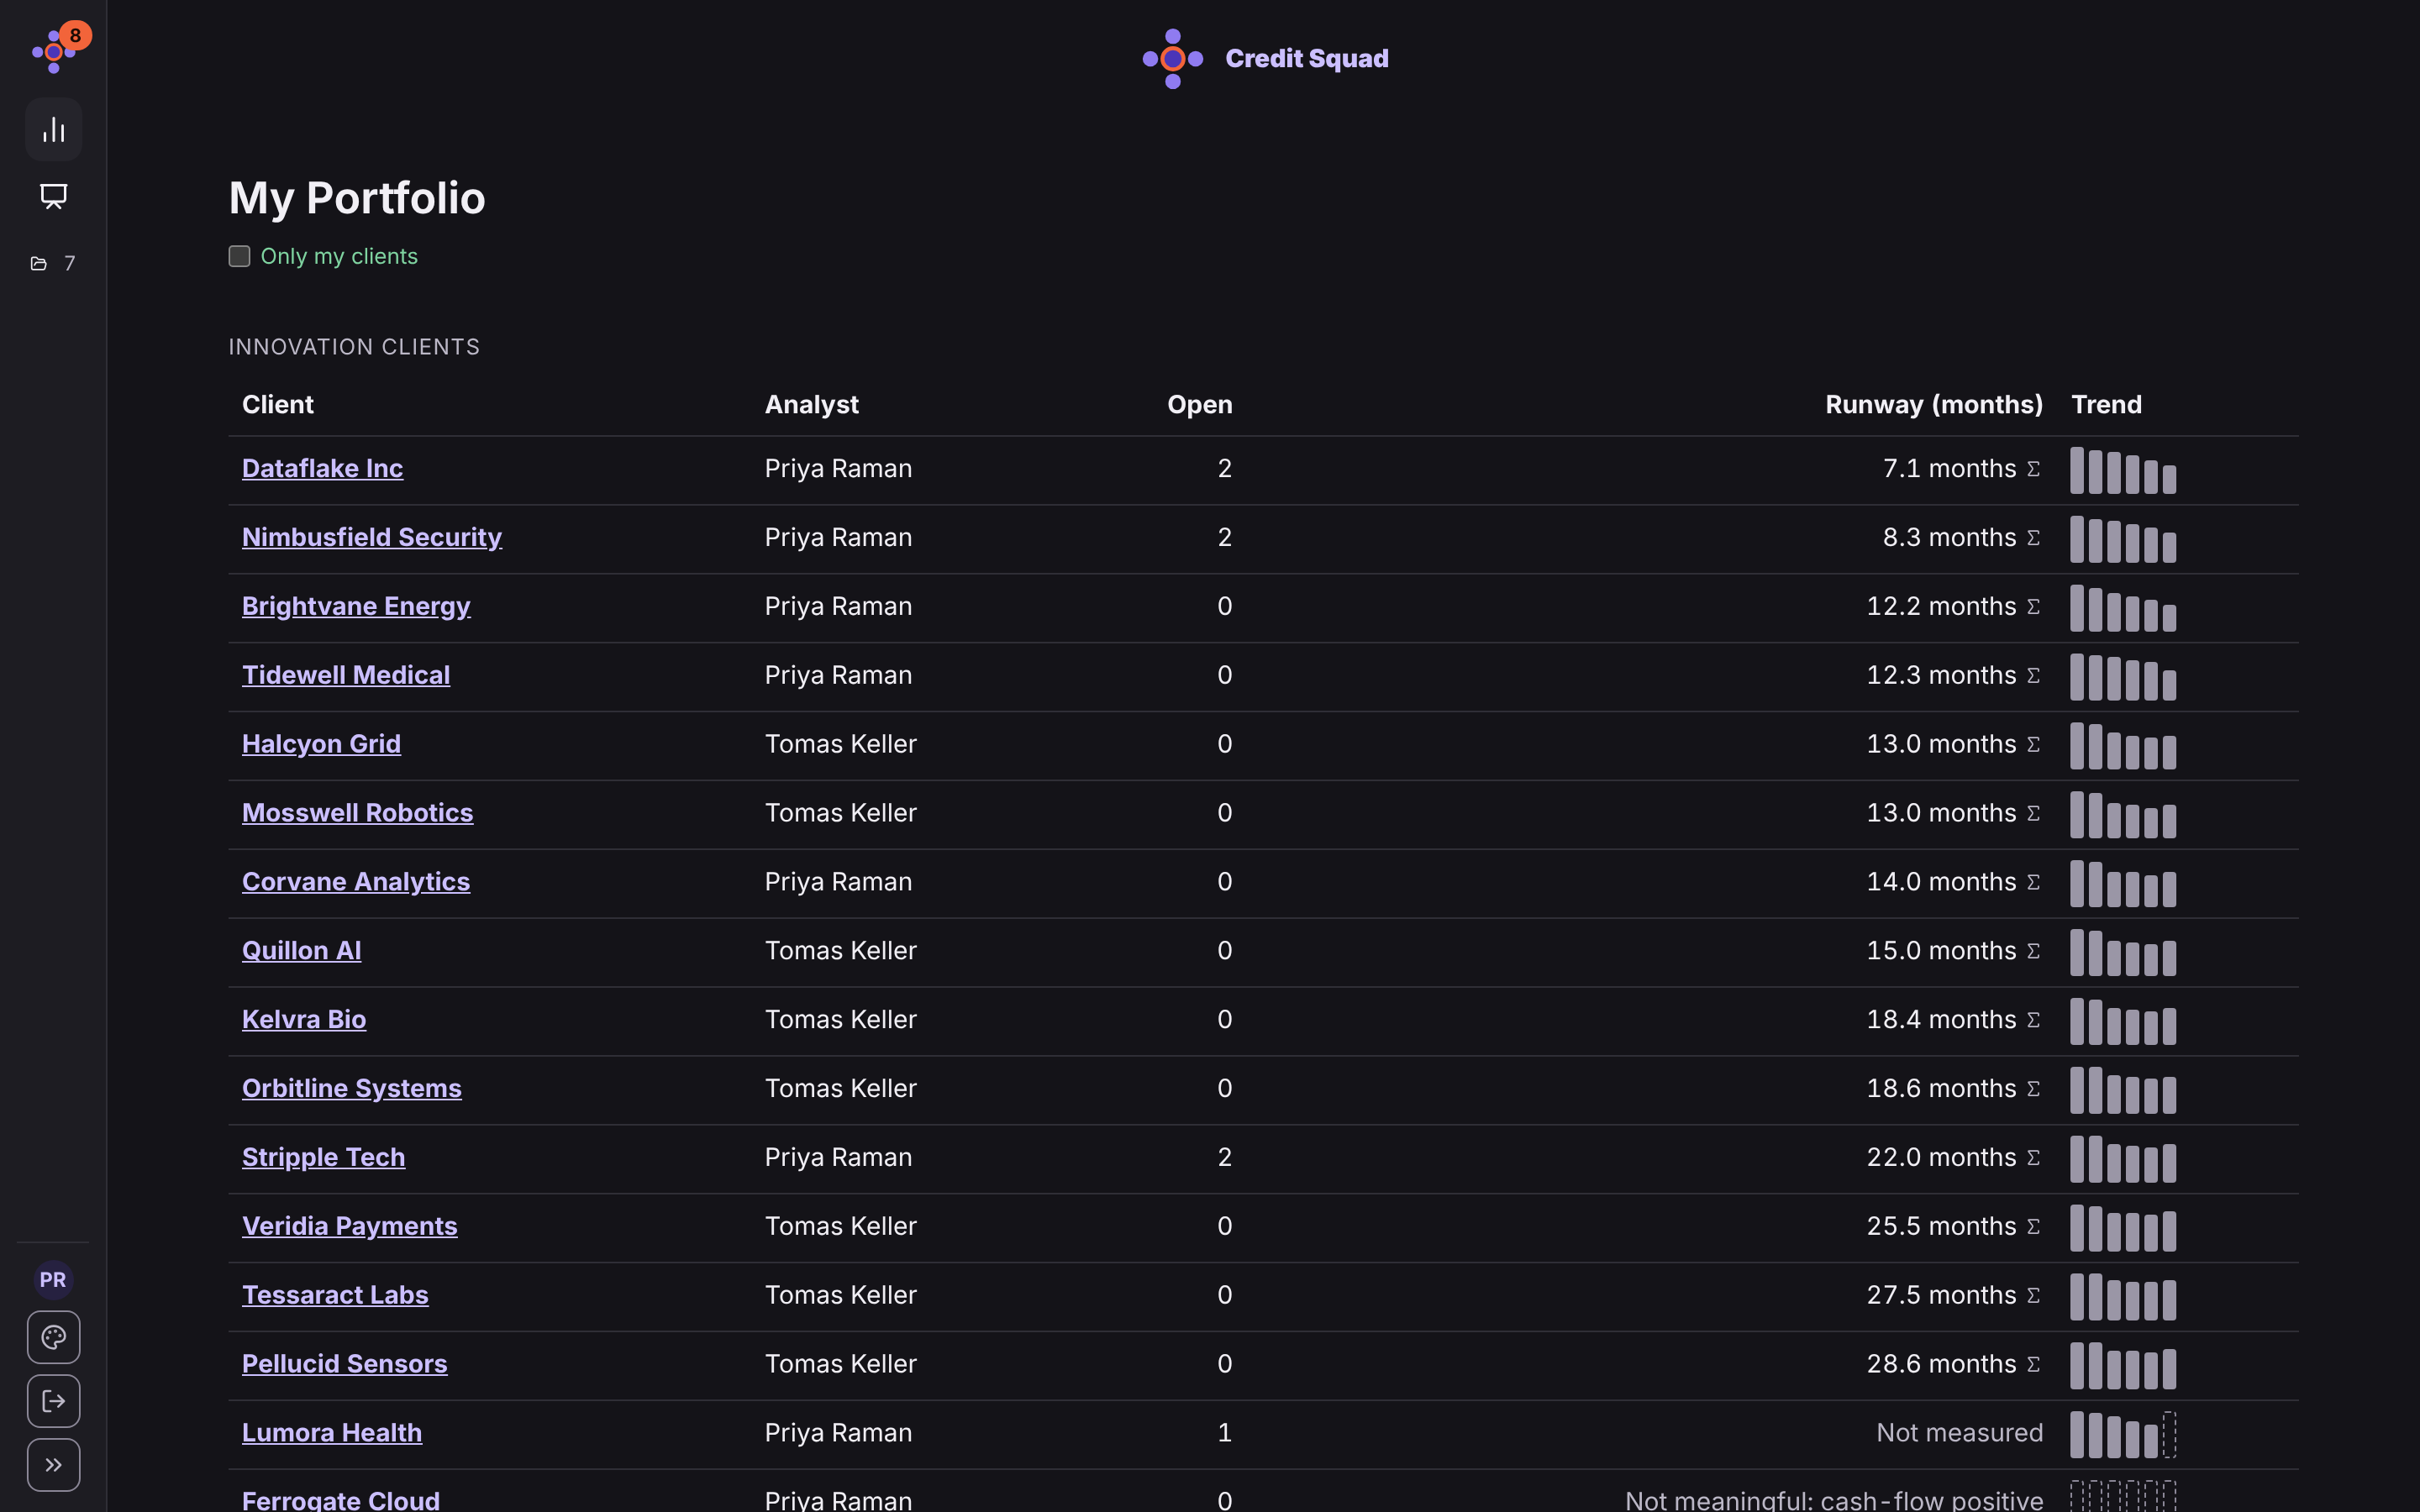 8
Credit Squad
My Portfolio
Only my clients
7
INNOVATION CLIENTS
Client Analyst Open Runway (months) Trend
Dataflake Inc Priya Raman 2 7.1 months Σ
Nimbusfield Security Priya Raman 2 8.3 months Σ
Brightvane Energy Priya Raman 0 12.2 months Σ
Tidewell Medical Priya Raman 0 12.3 months Σ
Halcyon Grid Tomas Keller 0 13.0 months Σ
Mosswell Robotics Tomas Keller 0 13.0 months Σ
Corvane Analytics Priya Raman 0 14.0 months Σ
Quillon AI Tomas Keller 0 15.0 months Σ
Kelvra Bio Tomas Keller 0 18.4 months Σ
Orbitline Systems Tomas Keller 0 18.6 months Σ
Stripple Tech Priya Raman 2 22.0 months Σ
Veridia Payments Tomas Keller 0 25.5 months Σ
Tessaract Labs Tomas Keller 0 27.5 months Σ
PR
Pellucid Sensors Tomas Keller 0 28.6 months Σ
Lumora Health Priya Raman 1 Not measured
Ferrogate Cloud Priya Raman 0 Not meaningful: cash-flow positive